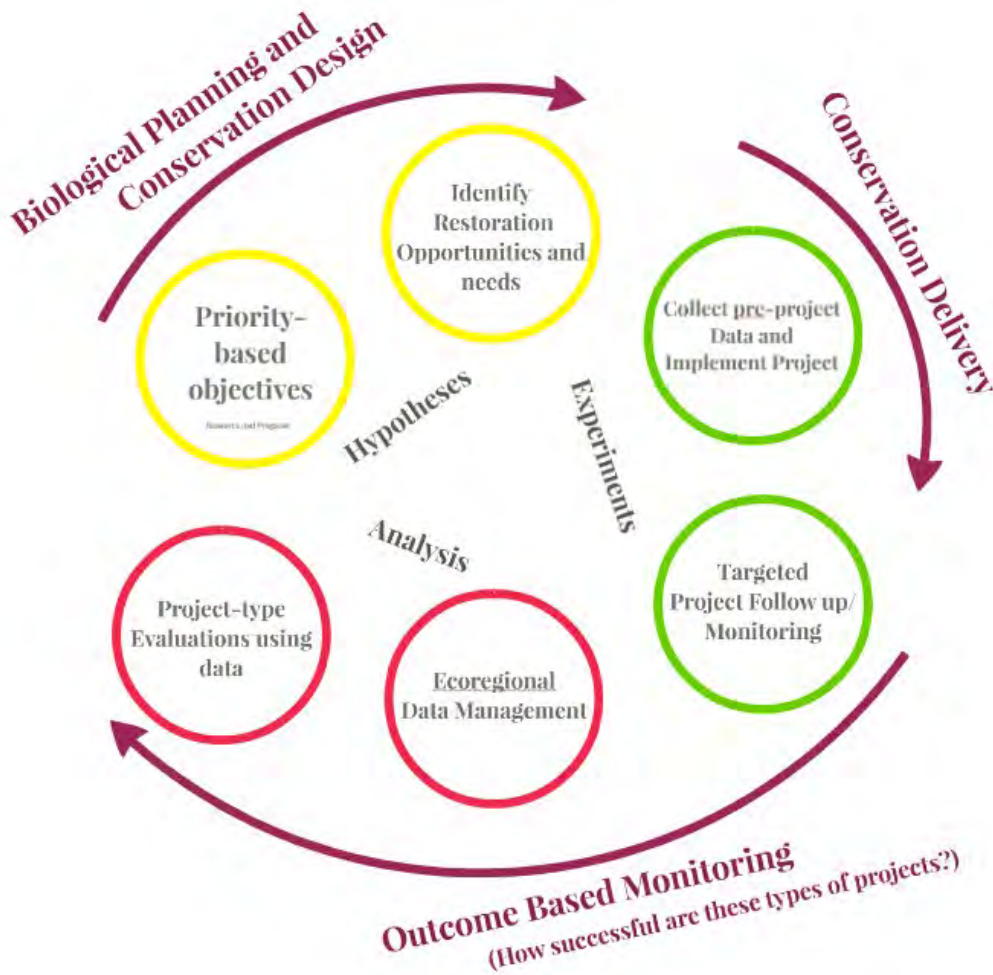 Biological Planning and
Conservation Design
Conservation Delivery
Identify
Restoration
Opportunities and
needs
Priority-
based
objectives
Collect pre-project
Data and
Implement Project
Hypotheses
Experiments
Analysis
Targeted
Project Follow up/
Monitoring
Ecoregional
Data Management
Project-type
Evaluations using
data
Outcome Based Monitoring
(How successful are these types of projects?)